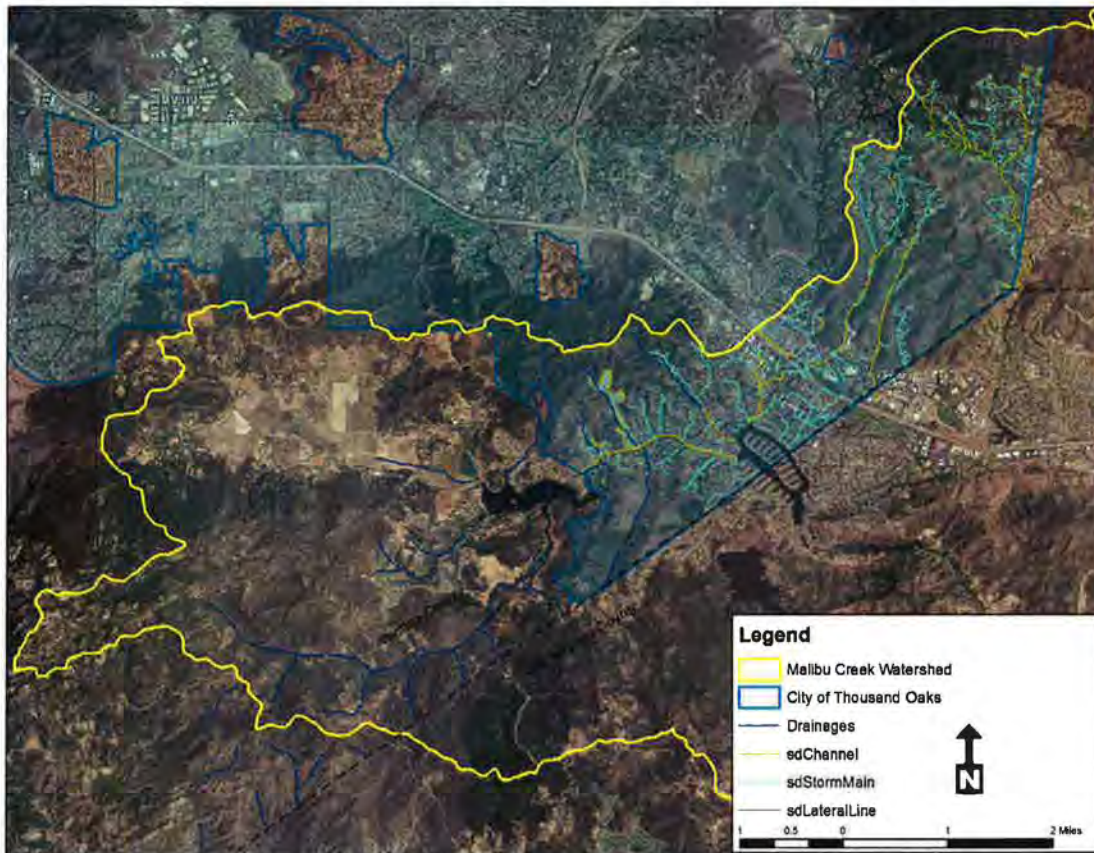 Legend
Malibu Creek Watershed
City of Thousand Oaks
Drainages
sdChannel
sdStormMain
sdLateralLine
N
1 0.5 0 1 2 Miles